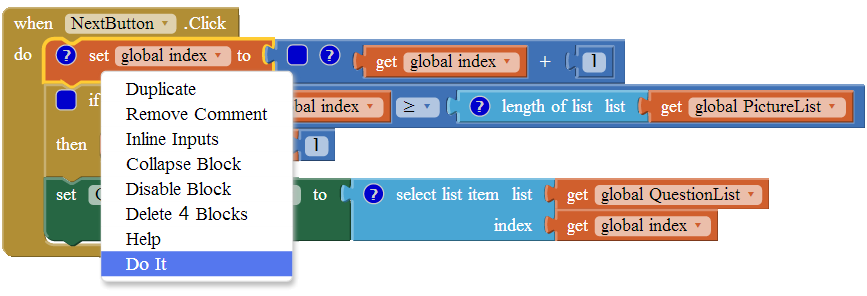 when NextButton .Click
do ? set global index to ? get global index + 1
Duplicate
if global index ≥ ? length of list list get global PictureList
Remove Comment
Inline Inputs
then 1
Collapse Block
Disable Block
set to ? select list item list get global QuestionList
Delete 4 Blocks
index get global index
Help
Do It